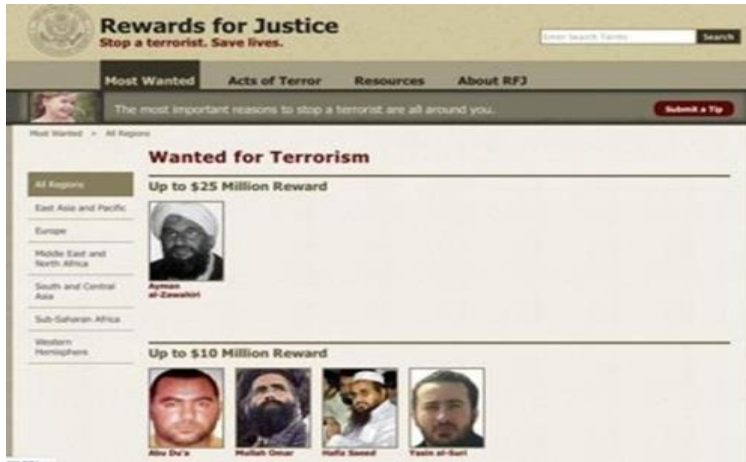 Rewards for Justice
Stop a terrorist. Save lives.
Enter Search Terms
Search
Most Wanted
Acts of Terror
Resources
About RFJ
The most important reasons to stop a terrorist are all around you.
Submit a Tip
Most Wanted > All Regions
Wanted for Terrorism
All Regions
East Asia and Pacific
Europe
Middle East and
North Africa
South and Central
Asia
Sub-Saharan Africa
Western
Hemisphere
Up to $25 Million Reward
Ayman
al-Zawahiri
Up to $10 Million Reward
Abu Du'a
Mullah Omar
Hafiz Saeed
Yasin al-Suri